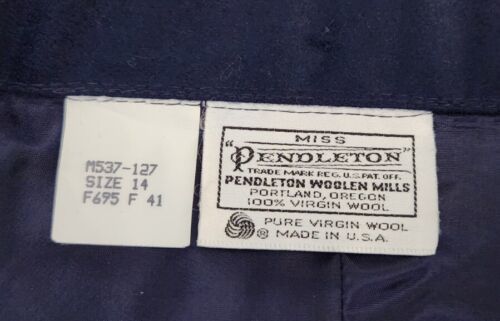 M537-127
SIZE 14
F695 F 41
MISS
"PENDLETON"
TRADE MARK REG. U.S. PAT. OFF.
PENDLETON WOOLEN MILLS
PORTLAND, OREGON
100% VIRGIN WOOL
PURE VIRGIN WOOL
® MADE IN U.S.A.